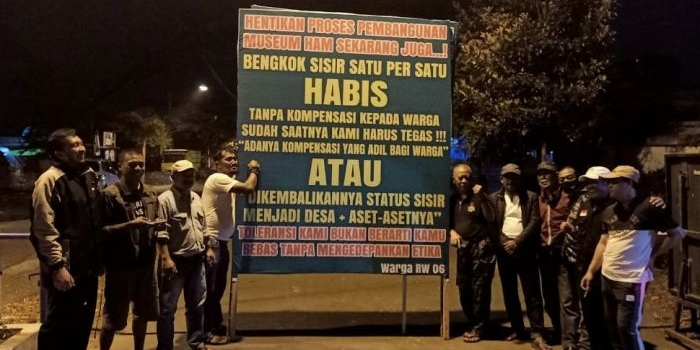 HENTIKAN PROSES PEMBANGUNAN
MUSEUM HAM SEKARANG JUGA...!
BENGKOK SISIR SATU PER SATU
HABIS
TANPA KOMPENSASI KEPADA WARGA
SUDAH SAATNYA KAMI HARUS TEGAS !!!
"ADANYA KOMPENSASI YANG ADIL BAGI WARGA"
ATAU
"DIKEMBALIKANNYA STATUS SISIR
MENJADI DESA + ASET-ASETNYA"
TOLERANSI KAMI BUKAN BERARTI KAMU
BEBAS TANPA MENGEDEPANKAN ETIKA
Warga RW 06